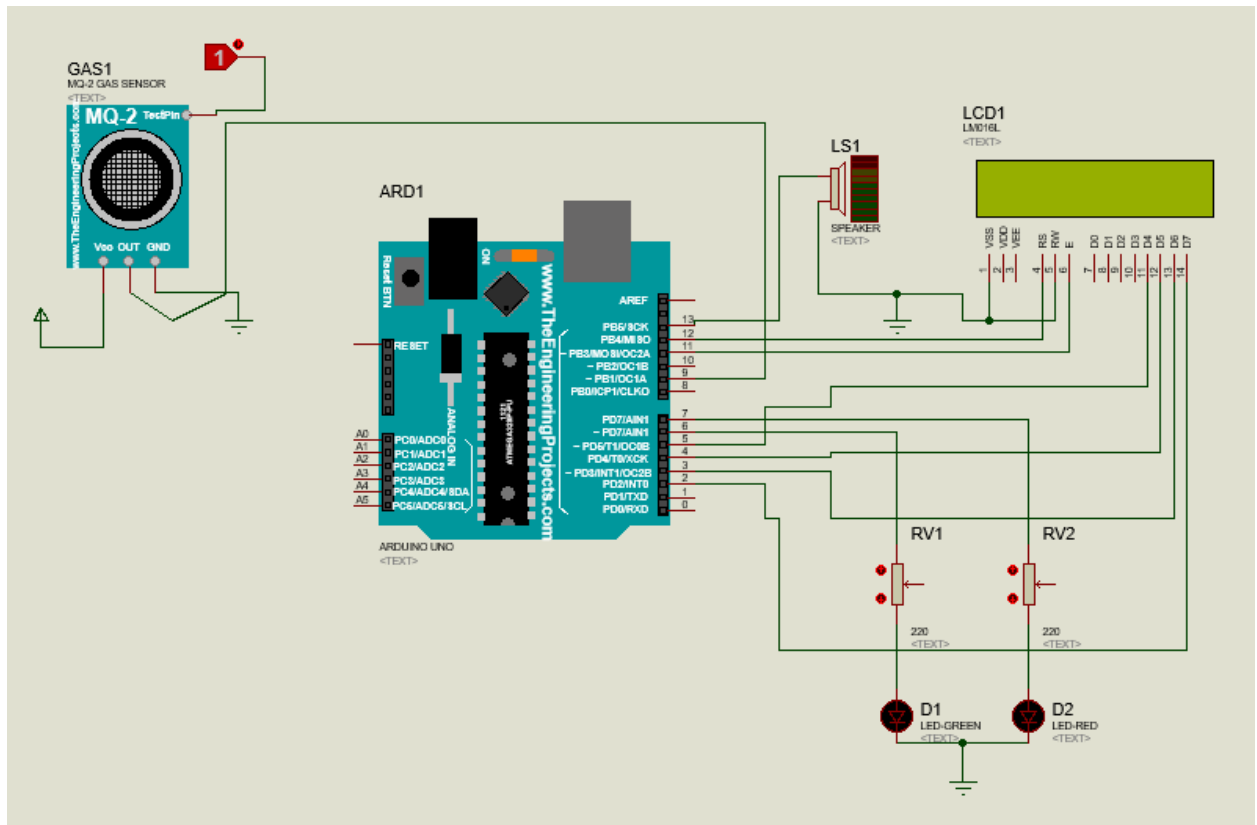 GAS1
MQ-2 GAS SENSOR
<TEXT>
1
MQ-2
TestPin
www.TheEngineeringProjects.com
Vcc OUT GND
ARD1
Reset BTN
ON
www.TheEngineeringProjects.com
RESET
ANALOG IN
1121
A0 PC0/ADC0
A1 PC1/ADC1
A2 PC2/ADC2
A3 PC3/ADC3
A4 PC4/ADC4/SDA
A5 PC5/ADC5/SCL
AREF
PB5/SCK 13
PB4/MISO 12
~PB3/MOSI/OC2A 11
~ PB2/OC1B 10
~ PB1/OC1A 9
PB0/ICP1/CLKO 8
PD7/AIN1 7
~ PD7/AIN1 6
~ PD5/T1/OC0B 5
PD4/T0/XCK 4
~ PD3/INT1/OC2B 3
PD2/INT0 2
PD1/TXD 1
PD0/RXD 0
ARDUINO UNO
<TEXT>
LS1
SPEAKER
<TEXT>
LCD1
LM016L
<TEXT>
VSS VDD VEE RS RW E D0 D1 D2 D3 D4 D5 D6 D7
1 2 3 4 5 6 7 8 9 10 11 12 13 14
RV1
220
<TEXT>
RV2
220
<TEXT>
D1
LED-GREEN
<TEXT>
D2
LED-RED
<TEXT>